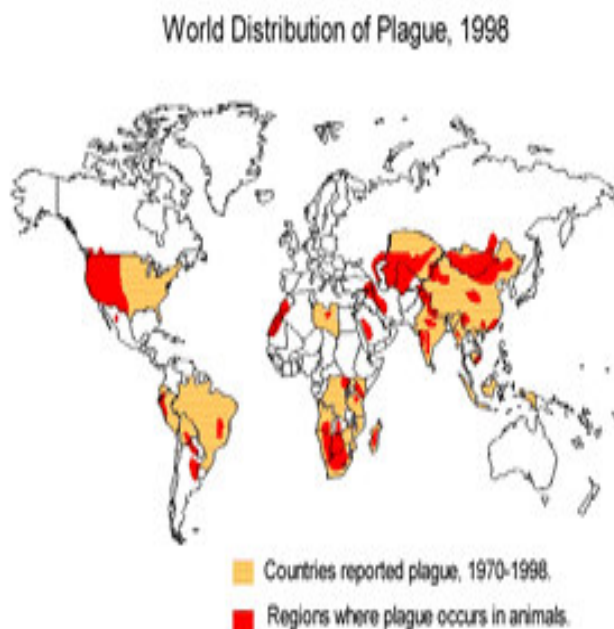 World Distribution of Plague, 1998
Countries reported plague, 1970-1998.
Regions where plague occurs in animals.